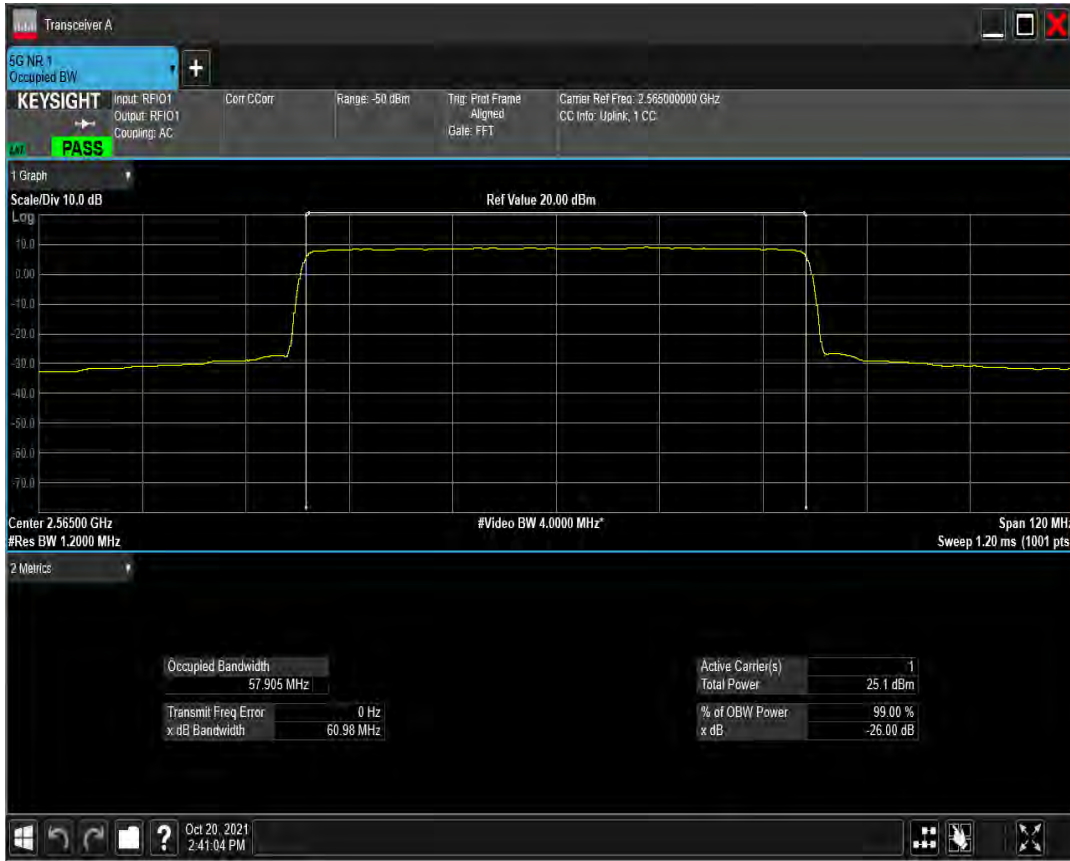 Transceiver A
5G NR 1
Occupied BW
+
KEYSIGHT
Input: RFIO1
Output: RFIO1
Coupling: AC
Corr CCorr
Range: -50 dBm
Trig: Prot Frame
Aligned
Gate: FFT
Carrier Ref Freq: 2.565000000 GHz
CC Info: Uplink, 1 CC
PASS
1 Graph
Scale/Div 10.0 dB
Ref Value 20.00 dBm
Log
10.0
0.00
-10.0
-20.0
-30.0
-40.0
-50.0
-60.0
-70.0
Center 2.56500 GHz
#Video BW 4.0000 MHz*
Span 120 MHz
#Res BW 1.2000 MHz
Sweep 1.20 ms (1001 pts
2 Metrics
Occupied Bandwidth
57.905 MHz
Transmit Freq Error 0 Hz
x dB Bandwidth 60.98 MHz
Active Carrier(s) 1
Total Power 25.1 dBm
% of OBW Power 99.00 %
x dB -26.00 dB
?
Oct 20, 2021
2:41:04 PM